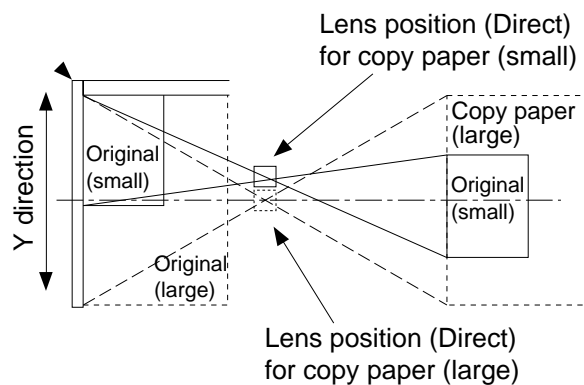 Lens position (Direct)
for copy paper (small)
Copy paper
(large)
Original
(small)
Original
(small)
Y direction
Original
(large)
Lens position (Direct)
for copy paper (large)